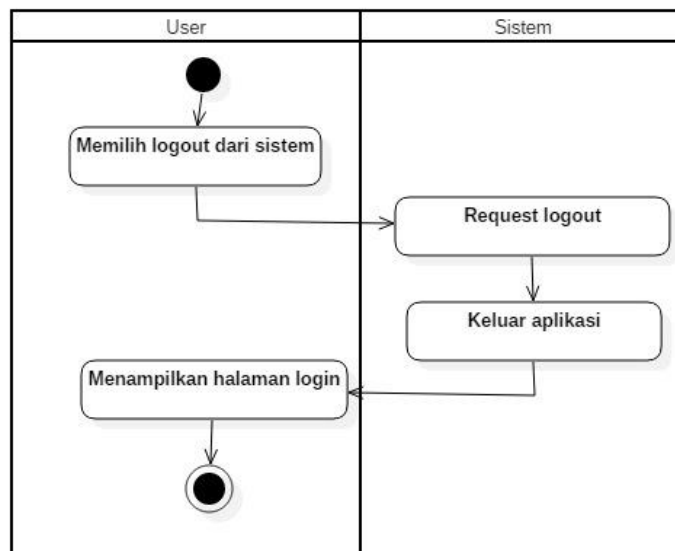 User
Sistem
Memilih logout dari sistem
Request logout
Keluar aplikasi
Menampilkan halaman login